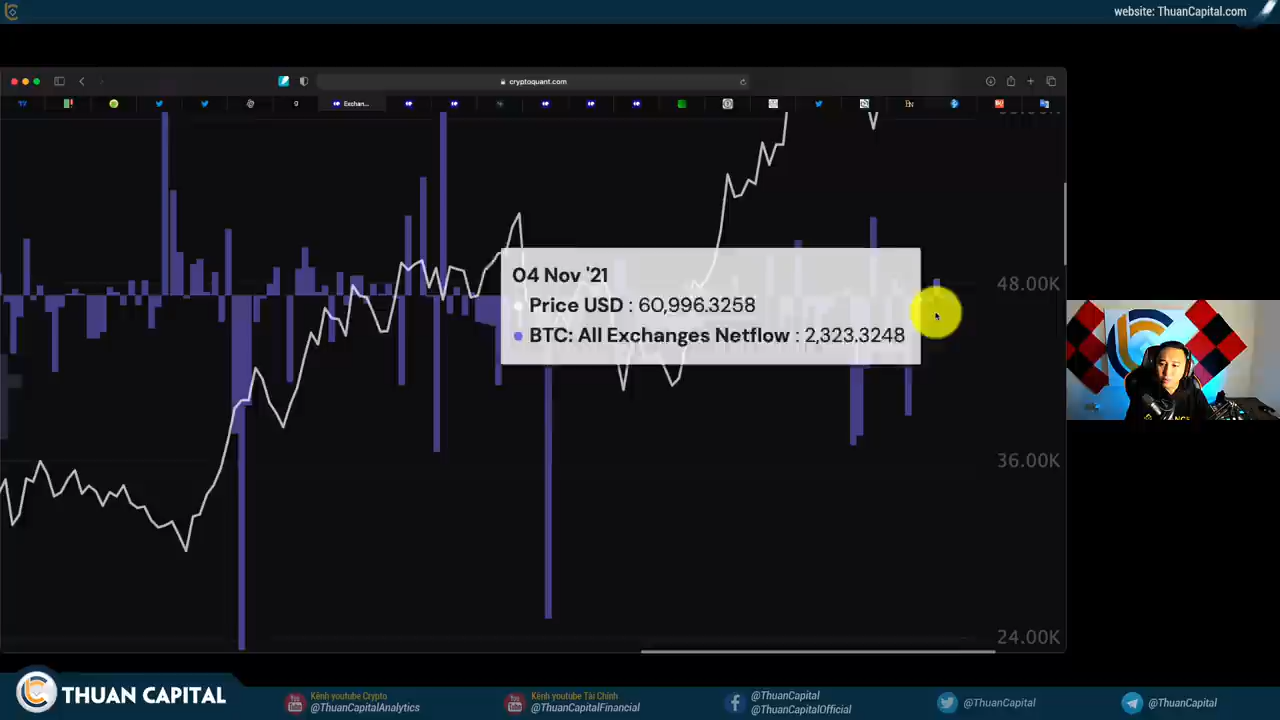 website: ThuanCapital.com
cryptoquant.com
Exchan...
04 Nov '21
Price USD : 60,996.3258
BTC: All Exchanges Netflow : 2,323.3248
48.00K
36.00K
24.00K
THUAN CAPITAL
Kênh youtube Crypto
@ThuanCapitalAnalytics
Kênh youtube Tài Chính
@ThuanCapitalFinancial
@ThuanCapital
@ThuanCapitalOfficial
@ThuanCapital
@ThuanCapital